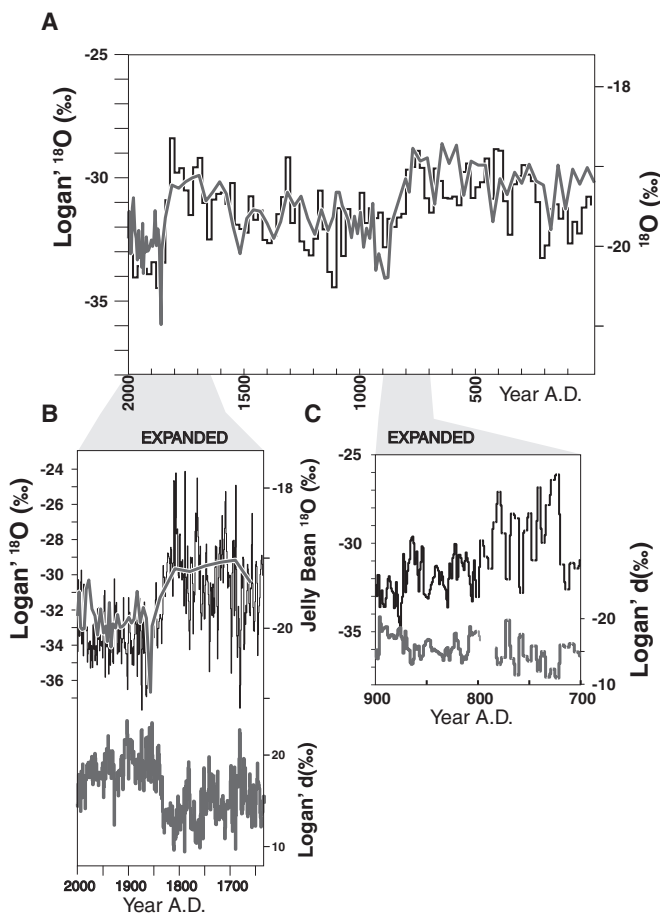 A
-25
-30
-35
Logan' ¹⁸O (‰)
-18
-20
¹⁸O (‰)
2000
1500
1000
500
Year A.D.
B
EXPANDED
-24
-26
-28
-30
-32
-34
-36
Logan' ¹⁸O (‰)
-18
-20
Jelly Bean ¹⁸O (‰)
20
10
Logan' d(‰)
2000
1900
1800
1700
Year A.D.
C
EXPANDED
-25
-31
-35
-20
-10
Logan' d(‰)
900
800
700
Year A.D.